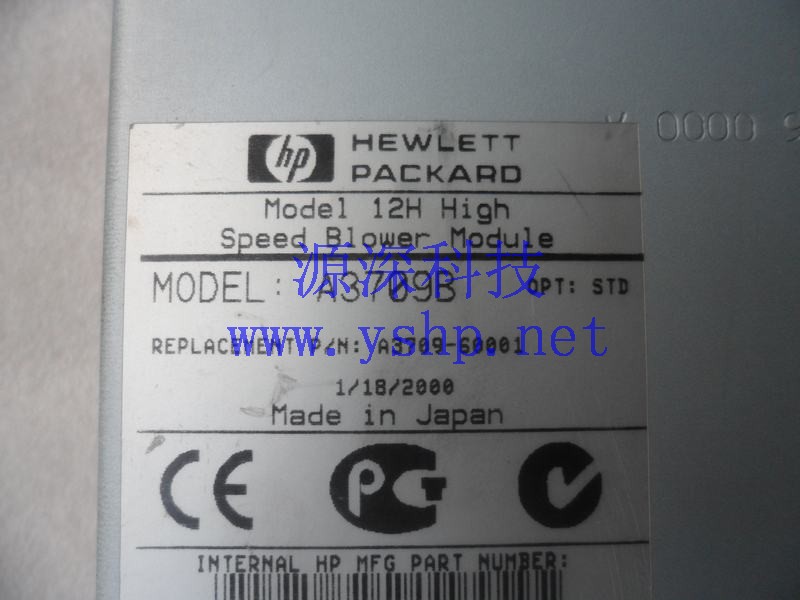 hp HEWLETT
PACKARD
Model 12H High
Speed Blower Module
源深科技
MODEL: A3709B OPT: STD
www.yshp.net
REPLACEMENT P/N: A3709-60001
1/18/2000
Made in Japan
CE
INTERNAL HP MFG PART NUMBER:
0000